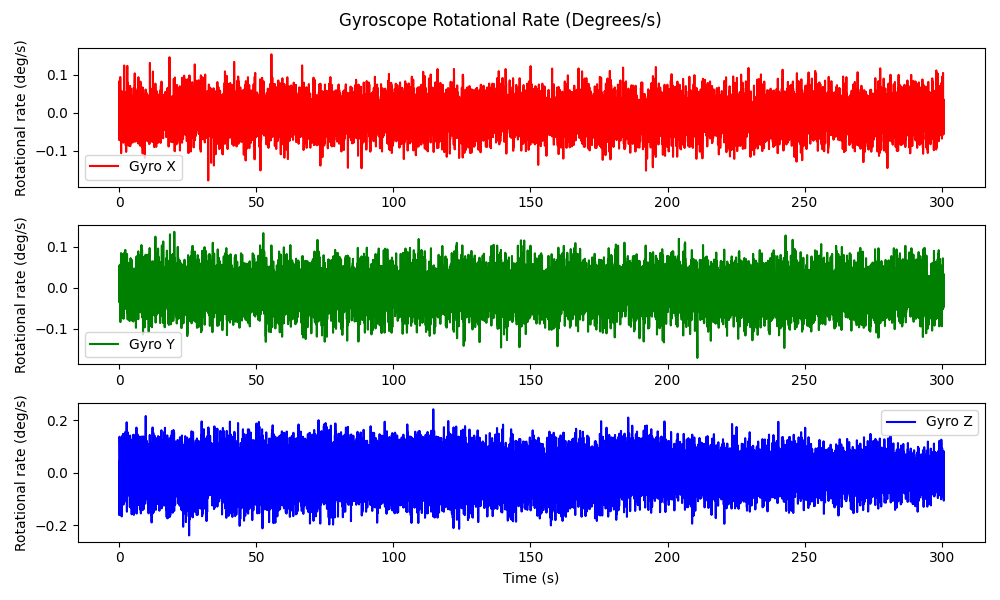 Gyroscope Rotational Rate (Degrees/s)
Rotational rate (deg/s)
0.1
0.0
−0.1
Gyro X
0 50 100 150 200 250 300
Rotational rate (deg/s)
0.1
0.0
−0.1
Gyro Y
0 50 100 150 200 250 300
Rotational rate (deg/s)
0.2
0.0
−0.2
Gyro Z
0 50 100 150 200 250 300
Time (s)